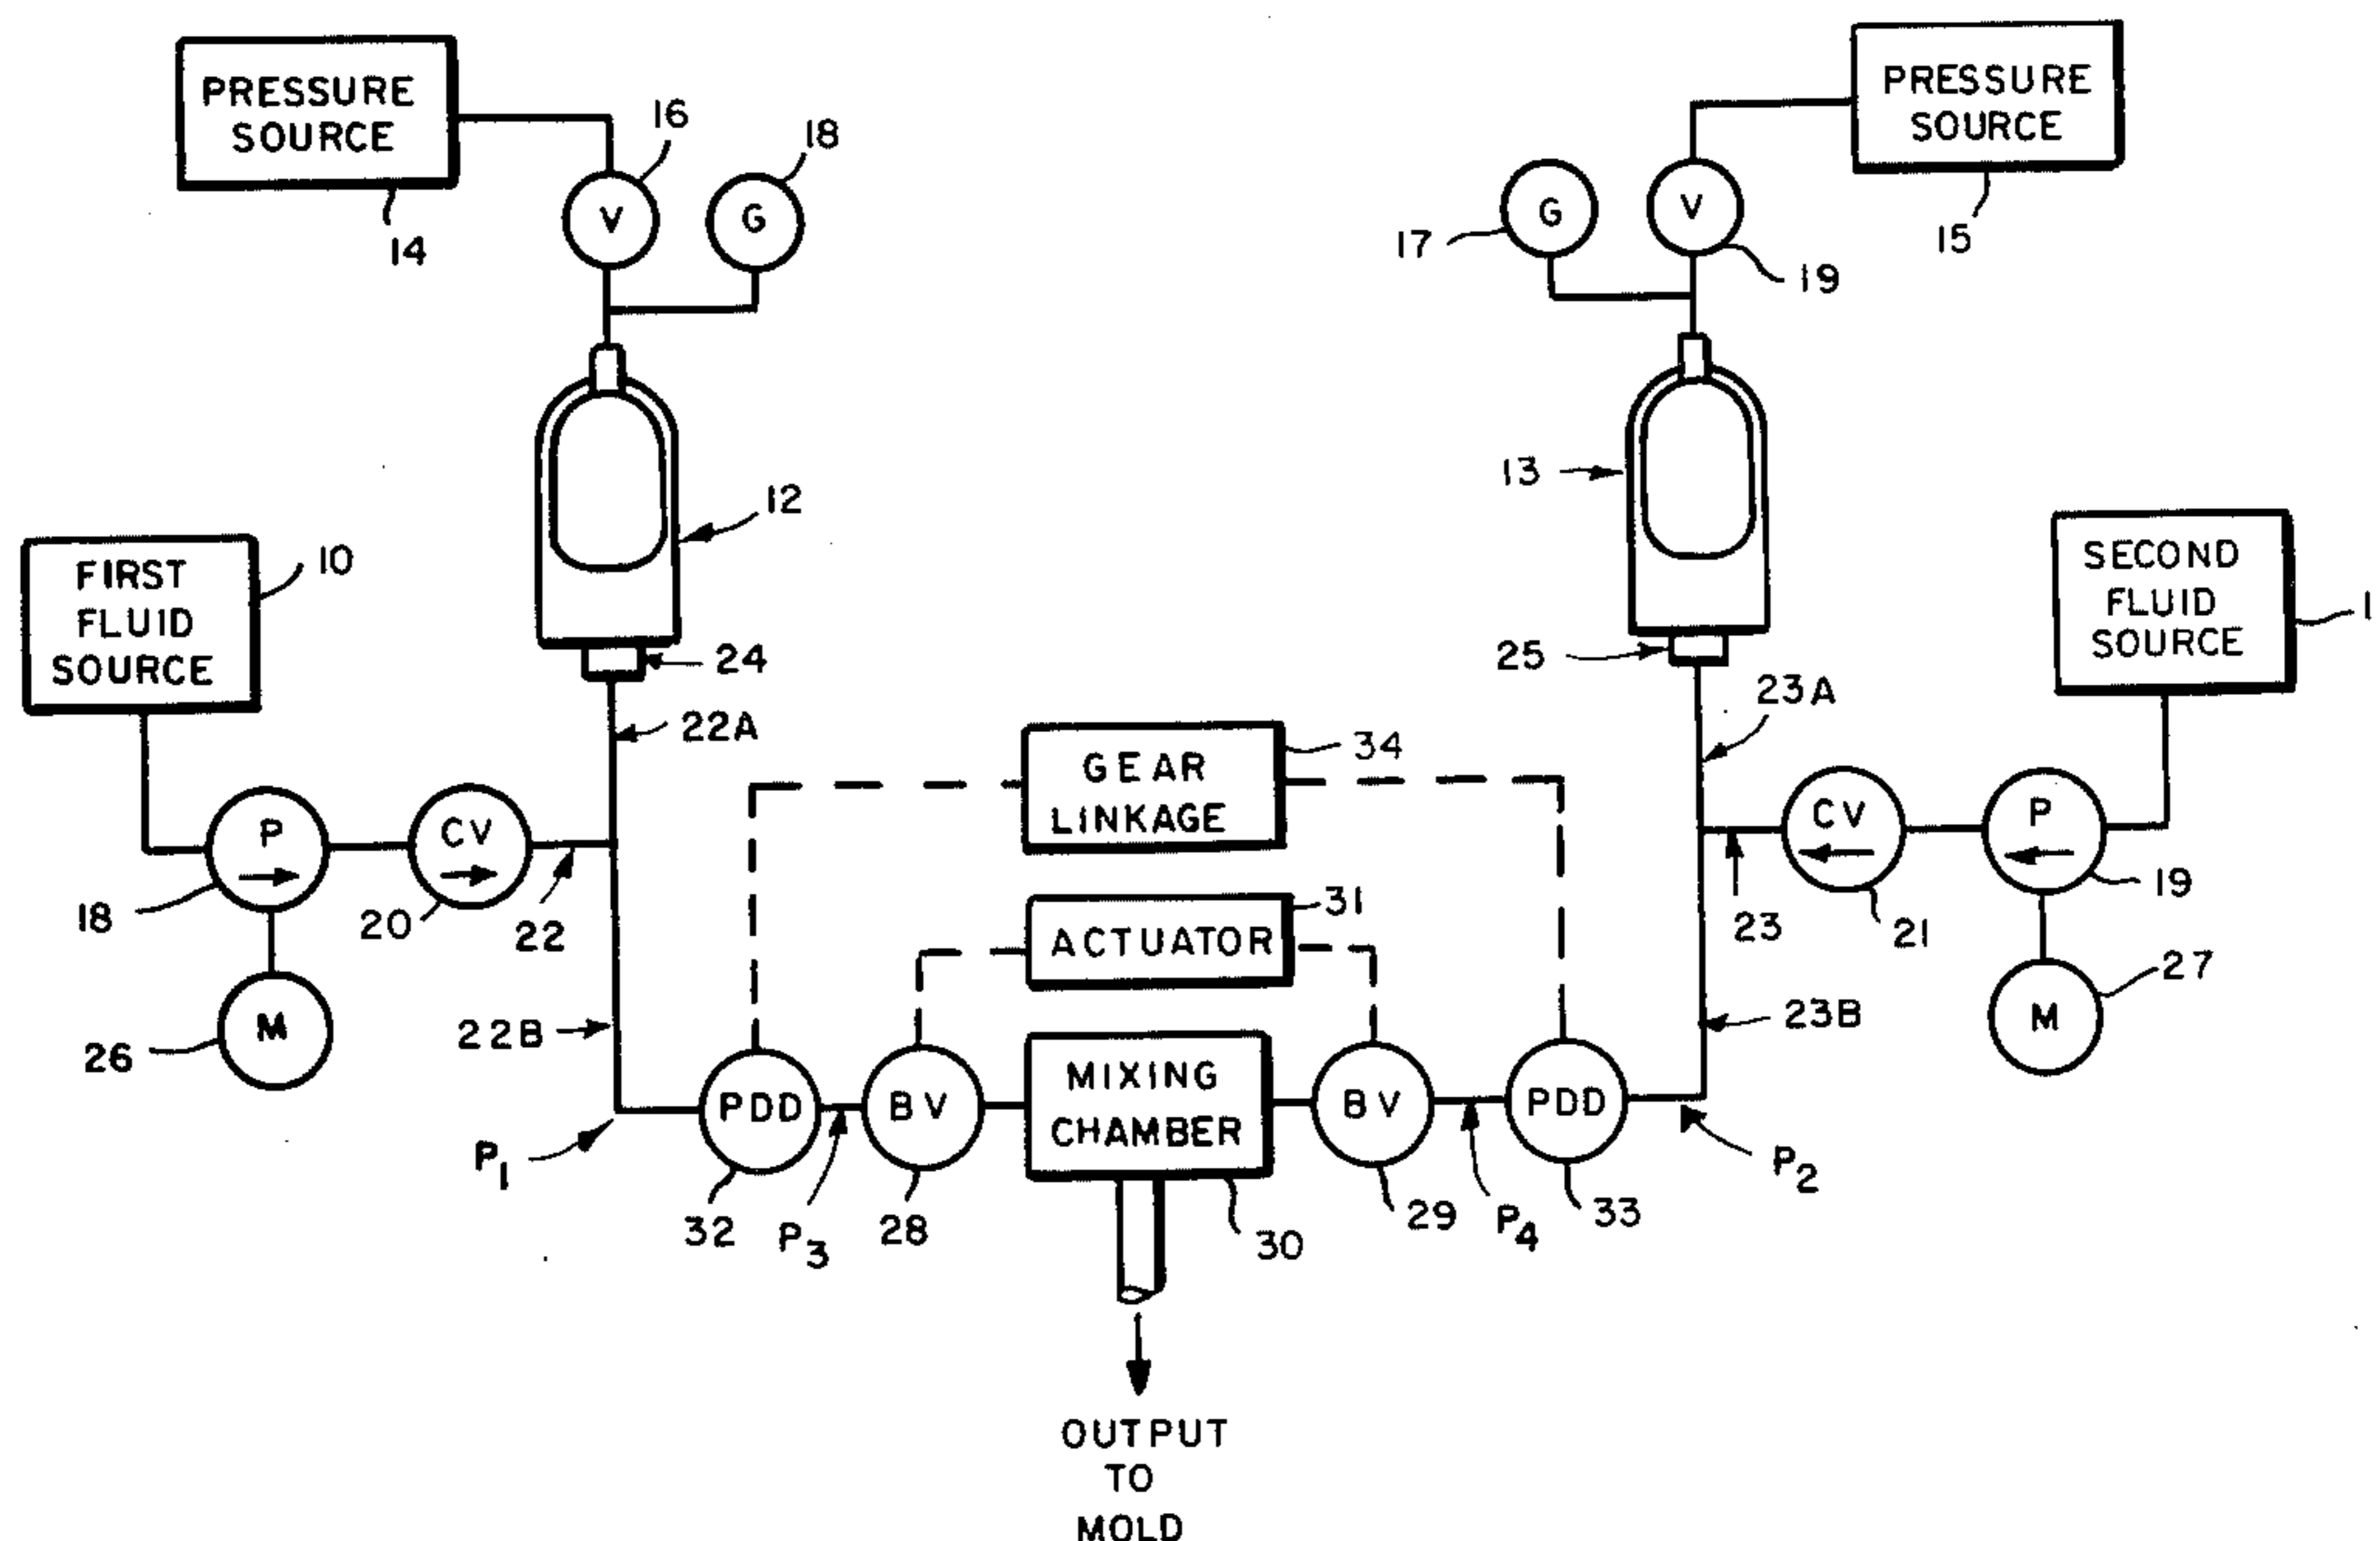 PRESSURE
SOURCE
14
16
V
18
G
17
G
V
19
PRESSURE
SOURCE
15
12
13
FIRST
FLUID
SOURCE
10
SECOND
FLUID
SOURCE
1
24
25
22A
23A
GEAR
LINKAGE
34
P
18
CV
20
22
CV
21
23
P
19
ACTUATOR
31
M
26
M
27
22B
23B
P1
PDD
32
P3
BV
28
MIXING
CHAMBER
30
BV
29
P4
PDD
33
P2
OUTPUT
TO
MOLD